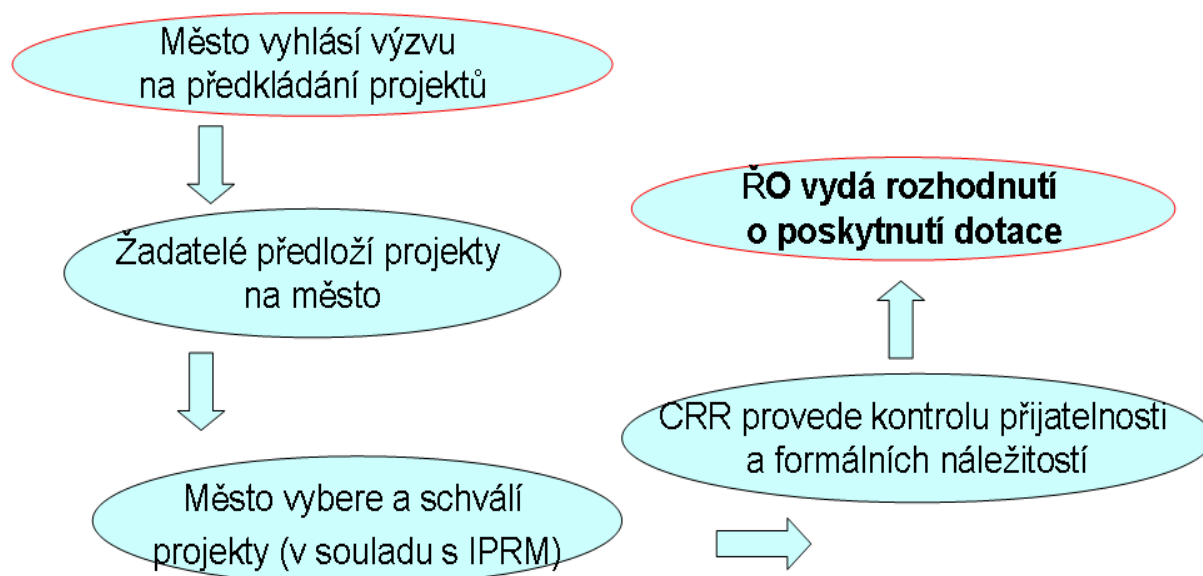 Město vyhlásí výzvu
na předkládání projektů
Žadatelé předloží projekty
na město
Město vybere a schválí
projekty (v souladu s IPRM)
CRR provede kontrolu přijatelnosti
a formálních náležitostí
ŘO vydá rozhodnutí
o poskytnutí dotace